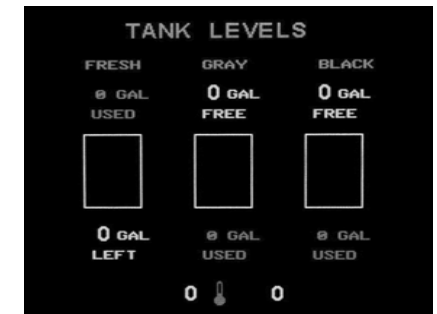 TANK LEVELS
FRESH GRAY BLACK
0 GAL 0 GAL 0 GAL
USED FREE FREE
0 GAL 0 GAL 0 GAL
LEFT USED USED
0 0